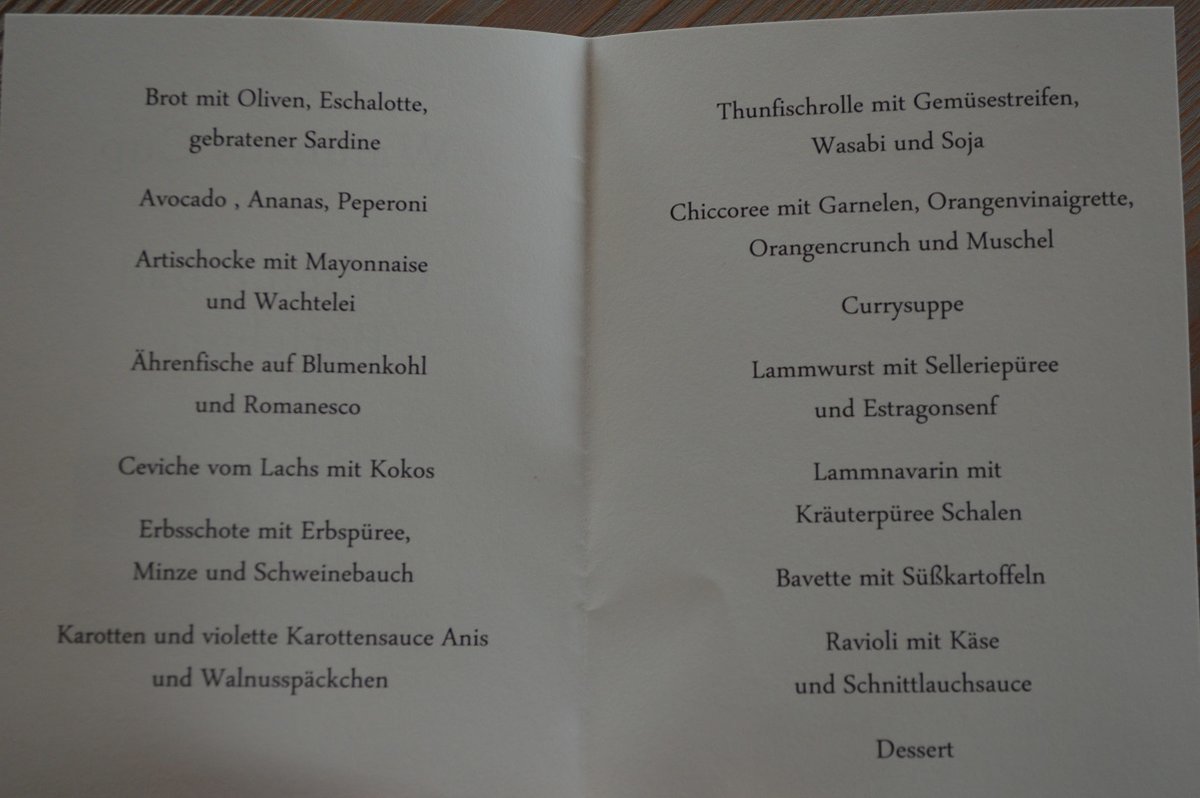 Brot mit Oliven, Eschalotte,
gebratener Sardine
Avocado , Ananas, Peperoni
Artischocke mit Mayonnaise
und Wachtelei
Ährenfische auf Blumenkohl
und Romanesco
Ceviche vom Lachs mit Kokos
Erbsschote mit Erbspüree,
Minze und Schweinebauch
Karotten und violette Karottensauce Anis
und Walnusspäckchen
Thunfischrolle mit Gemüsestreifen,
Wasabi und Soja
Chiccoree mit Garnelen, Orangenvinaigrette,
Orangencrunch und Muschel
Currysuppe
Lammwurst mit Selleriepüree
und Estragonsenf
Lammnavarin mit
Kräuterpüree Schalen
Bavette mit Süßkartoffeln
Ravioli mit Käse
und Schnittlauchsauce
Dessert